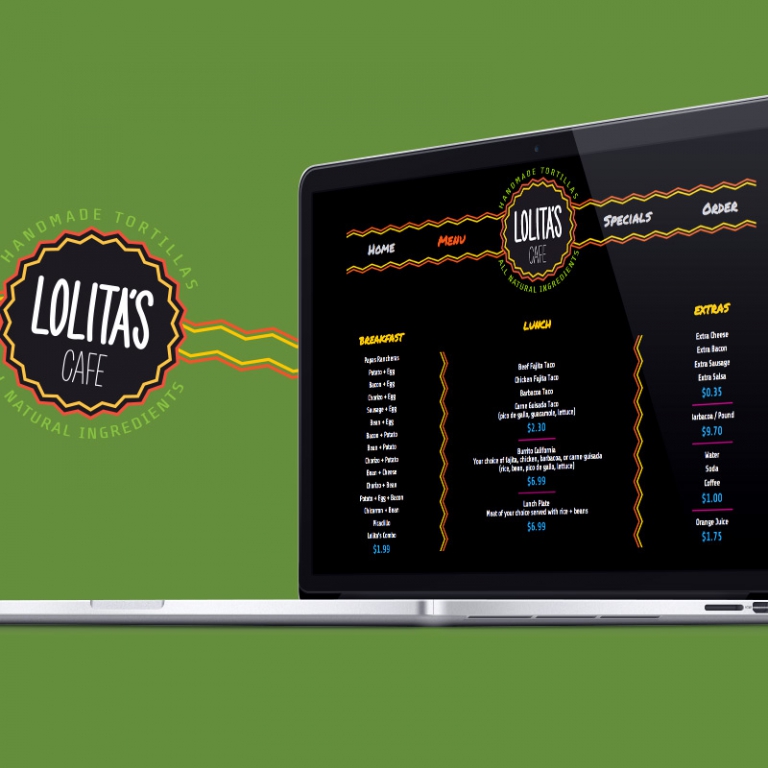 HANDMADE TORTILLAS
LOLITA'S
CAFE
NATURAL INGREDIENTS
HANDMADE TORTILLAS
LOLITA'S
CAFE
ALL NATURAL INGREDIENTS
HOME
MENU
SPECIALS
ORDER
BREAKFAST
Papas Rancheras
Potato + Egg
Bacon + Egg
Chorizo + Egg
Sausage + Egg
Bean + Egg
Bacon + Potato
Bean + Potato
Chorizo + Potato
Bean + Cheese
Chorizo + Bean
Potato + Egg + Bacon
Chicarron + Bean
Picadillo
Lolita's Combo
$1.99
LUNCH
Beef Fajita Taco
Chicken Fajita Taco
Barbacoa Taco
Carne Guisada Taco
(pico de gallo, guacamole, lettuce)
$2.30
Burrito California
Your choice of fajita, chicken, barbacoa, or carne guisada
(rice, bean, pico de gallo, lettuce)
$6.99
Lunch Plate
Meat of your choice served with rice + beans
$6.99
EXTRAS
Extra Cheese
Extra Bacon
Extra Sausage
Extra Salsa
$0.35
Barbacoa / Pound
$9.70
Water
Soda
Coffee
$1.00
Orange Juice
$1.75